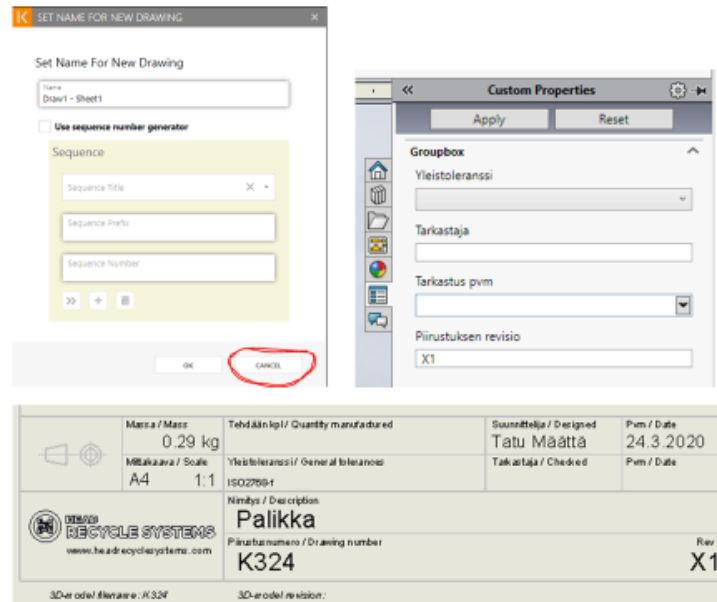 K SET NAME FOR NEW DRAWING ×
Set Name For New Drawing
Name
Draw1 - Sheet1
Use sequence number generator
Sequence
Sequence Title
Sequence Prefix
Sequence Number
OK
CANCEL
Custom Properties
Apply
Reset
Groupbox
Yleistoleranssi
Tarkastaja
Tarkastus pvm
Piirustuksen revisio
X1
Massa / Mass
0.29 kg
Tehdään kpl / Quantity manufactured
Suunnittelija / Designed
Tatu Määttä
Pvm / Date
24.3.2020
Mittakaava / Scale
A4 1:1
Yleistoleranssi / General tolerances
ISO2768-f
Tarkastaja / Checked
Pvm / Date
HEAD
RECYCLE SYSTEMS
www.headrecyclesystems.com
Nimitys / Description
Palikka
Piirustusnumero / Drawing number
K324
Rev
X1
3D-model filename: K324
3D-model revision: